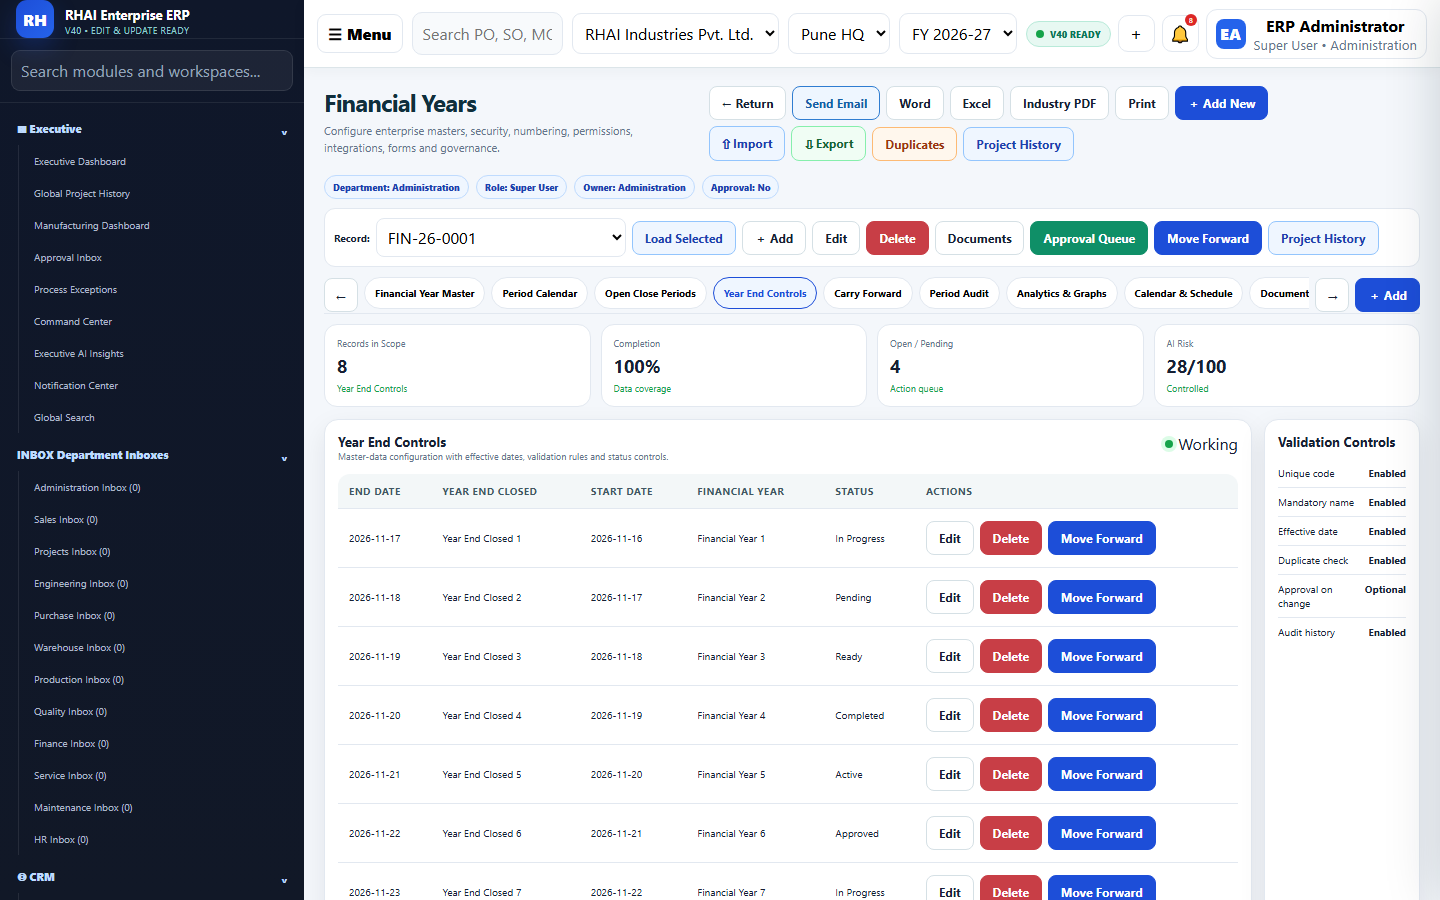 RH
RHAI Enterprise ERP
V40 • EDIT & UPDATE READY
Search modules and workspaces...
Executive
Executive Dashboard
Global Project History
Manufacturing Dashboard
Approval Inbox
Process Exceptions
Command Center
Executive AI Insights
Notification Center
Global Search
INBOX Department Inboxes
Administration Inbox (0)
Sales Inbox (0)
Projects Inbox (0)
Engineering Inbox (0)
Purchase Inbox (0)
Warehouse Inbox (0)
Production Inbox (0)
Quality Inbox (0)
Finance Inbox (0)
Service Inbox (0)
Maintenance Inbox (0)
HR Inbox (0)
CRM
☰ Menu
Search PO, SO, MC
RHAI Industries Pvt. Ltd.
Pune HQ
FY 2026-27
V40 READY
+
8
EA
ERP Administrator
Super User • Administration
Financial Years
Configure enterprise masters, security, numbering, permissions,
integrations, forms and governance.
← Return
Send Email
Word
Excel
Industry PDF
Print
+ Add New
⇧ Import
⇩ Export
Duplicates
Project History
Department: Administration
Role: Super User
Owner: Administration
Approval: No
Record:
FIN-26-0001
Load Selected
+ Add
Edit
Delete
Documents
Approval Queue
Move Forward
Project History
←
Financial Year Master
Period Calendar
Open Close Periods
Year End Controls
Carry Forward
Period Audit
Analytics & Graphs
Calendar & Schedule
Document
→
+ Add
Records in Scope
8
Year End Controls
Completion
100%
Data coverage
Open / Pending
4
Action queue
AI Risk
28/100
Controlled
Year End Controls
Master-data configuration with effective dates, validation rules and status controls.
Working
END DATE YEAR END CLOSED START DATE FINANCIAL YEAR STATUS ACTIONS
2026-11-17 Year End Closed 1 2026-11-16 Financial Year 1 In Progress Edit Delete Move Forward
2026-11-18 Year End Closed 2 2026-11-17 Financial Year 2 Pending Edit Delete Move Forward
2026-11-19 Year End Closed 3 2026-11-18 Financial Year 3 Ready Edit Delete Move Forward
2026-11-20 Year End Closed 4 2026-11-19 Financial Year 4 Completed Edit Delete Move Forward
2026-11-21 Year End Closed 5 2026-11-20 Financial Year 5 Active Edit Delete Move Forward
2026-11-22 Year End Closed 6 2026-11-21 Financial Year 6 Approved Edit Delete Move Forward
2026-11-23 Year End Closed 7 2026-11-22 Financial Year 7 In Progress Edit Delete Move Forward
Validation Controls
Unique code Enabled
Mandatory name Enabled
Effective date Enabled
Duplicate check Enabled
Approval on change Optional
Audit history Enabled